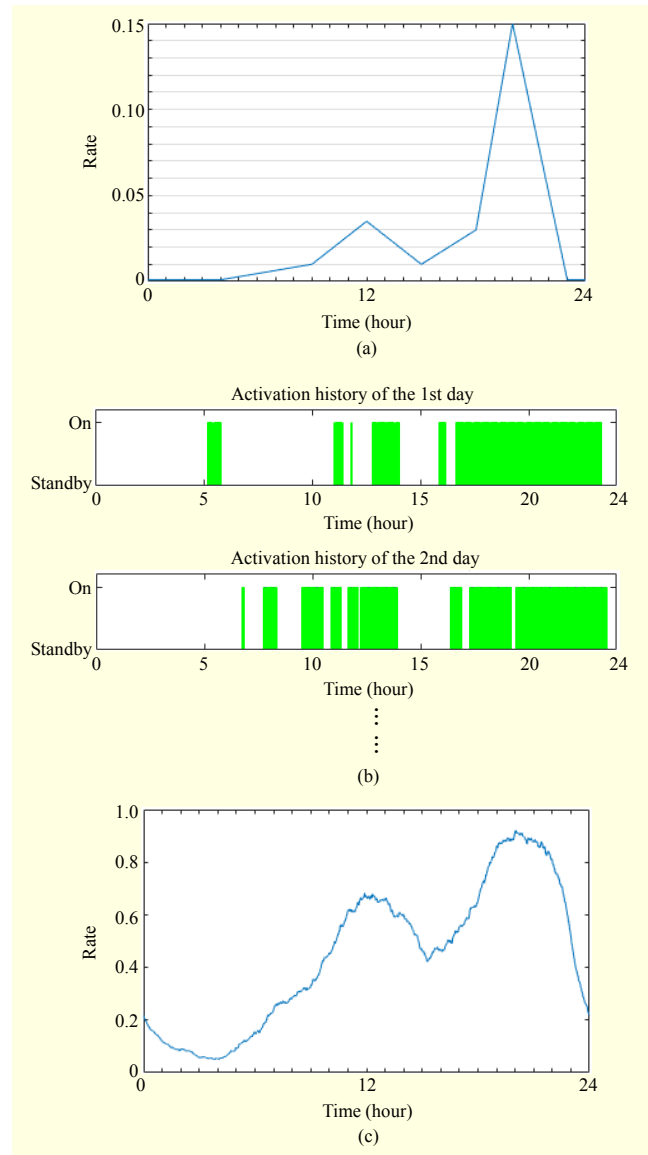 0.15
0.10
0.05
0
Rate
0 12 24
Time (hour)
(a)
Activation history of the 1st day
On
Standby
0 5 10 15 20 24
Time (hour)
Activation history of the 2nd day
On
Standby
0 5 10 15 20 24
Time (hour)
(b)
1.0
0.8
0.6
0.4
0.2
0
Rate
0 12 24
Time (hour)
(c)